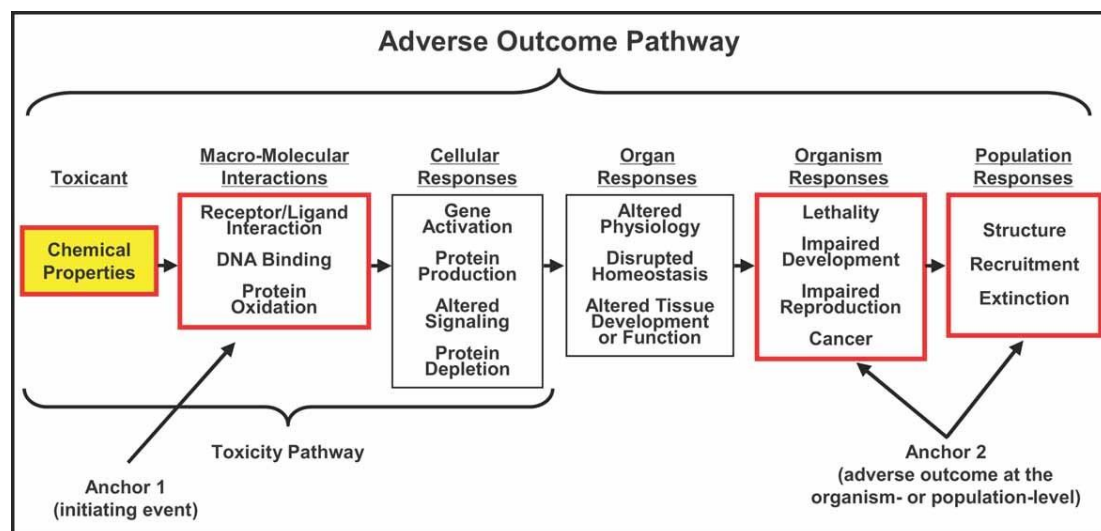 Adverse Outcome Pathway
Toxicant
Chemical
Properties
Macro-Molecular
Interactions
Receptor/Ligand
Interaction
DNA Binding
Protein
Oxidation
Cellular
Responses
Gene
Activation
Protein
Production
Altered
Signaling
Protein
Depletion
Organ
Responses
Altered
Physiology
Disrupted
Homeostasis
Altered Tissue
Development
or Function
Organism
Responses
Lethality
Impaired
Development
Impaired
Reproduction
Cancer
Population
Responses
Structure
Recruitment
Extinction
Toxicity Pathway
Anchor 1
(initiating event)
Anchor 2
(adverse outcome at the
organism- or population-level)